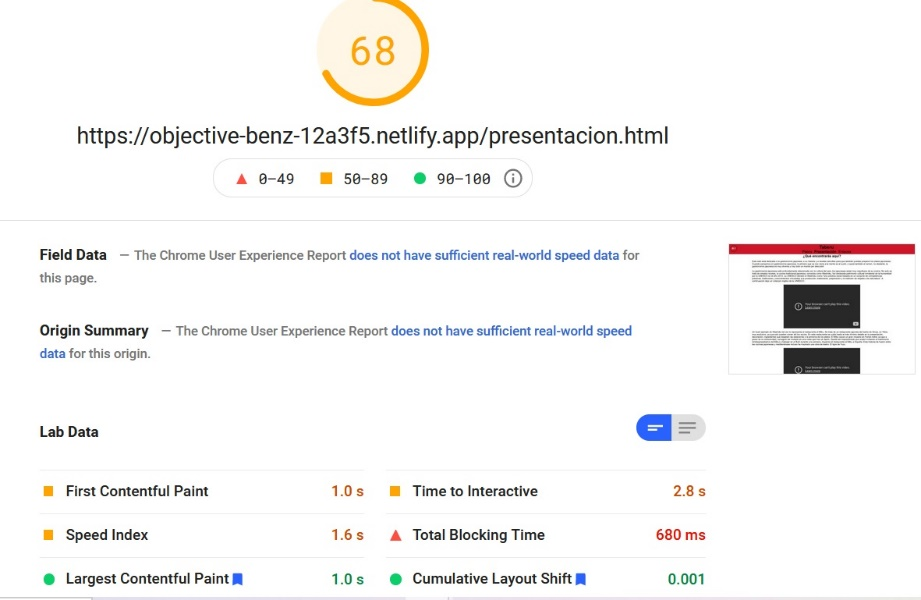 68
https://objective-benz-12a3f5.netlify.app/presentacion.html
0–49 50–89 90–100
Field Data — The Chrome User Experience Report does not have sufficient real-world speed data for
this page.
Origin Summary — The Chrome User Experience Report does not have sufficient real-world speed
data for this origin.
Lab Data
First Contentful Paint 1.0 s
Time to Interactive 2.8 s
Speed Index 1.6 s
Total Blocking Time 680 ms
Largest Contentful Paint 1.0 s
Cumulative Layout Shift 0.001